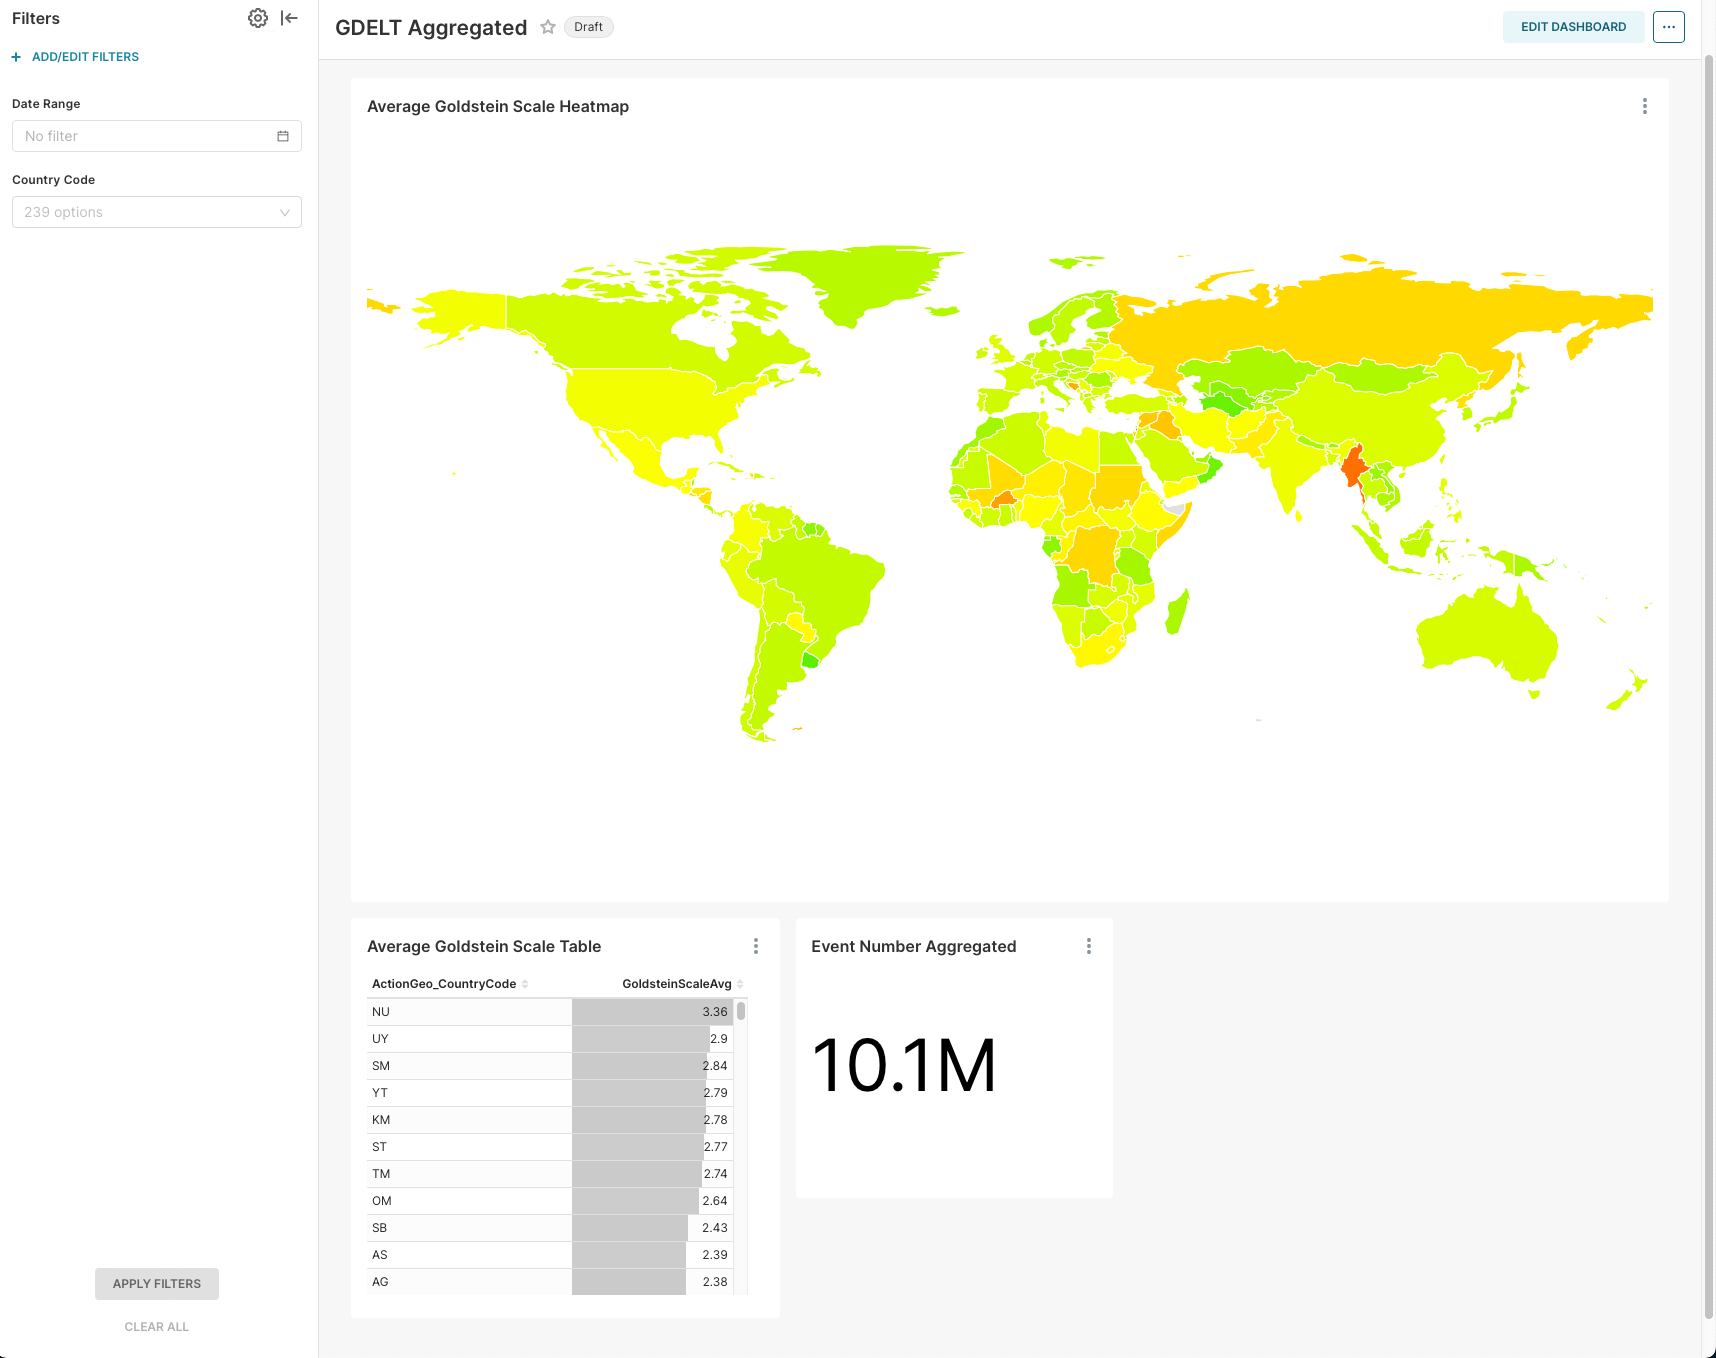 Filters
+ ADD/EDIT FILTERS
Date Range
No filter
Country Code
239 options
APPLY FILTERS
CLEAR ALL
GDELT Aggregated
Draft
EDIT DASHBOARD
...
Average Goldstein Scale Heatmap
Average Goldstein Scale Table
ActionGeo_CountryCode GoldsteinScaleAvg
NU 3.36
UY 2.9
SM 2.84
YT 2.79
KM 2.78
ST 2.77
TM 2.74
OM 2.64
SB 2.43
AS 2.39
AG 2.38
Event Number Aggregated
10.1M